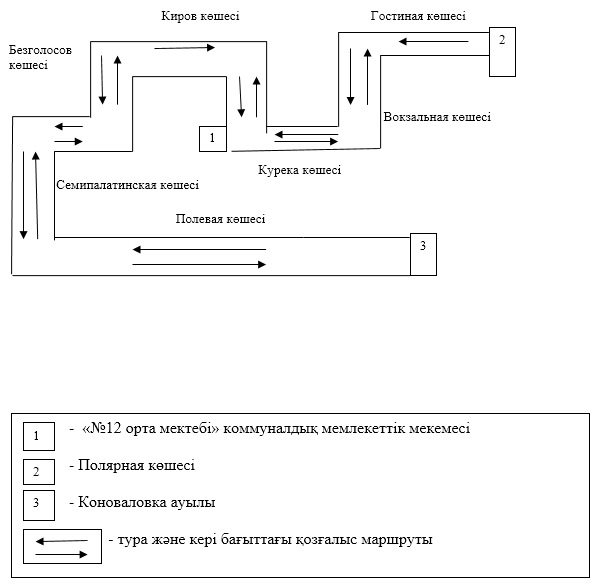 Киров көшесі
Гостиная көшесі
Безголосов
көшесі
2
Вокзальная көшесі
1
Курека көшесі
Семипалатинская көшесі
Полевая көшесі
3
1 - «№12 орта мектебі» коммуналдық мемлекеттік мекемесі
2 - Полярная көшесі
3 - Коноваловка ауылы
- тура және кері бағыттағы қозғалыс маршруты